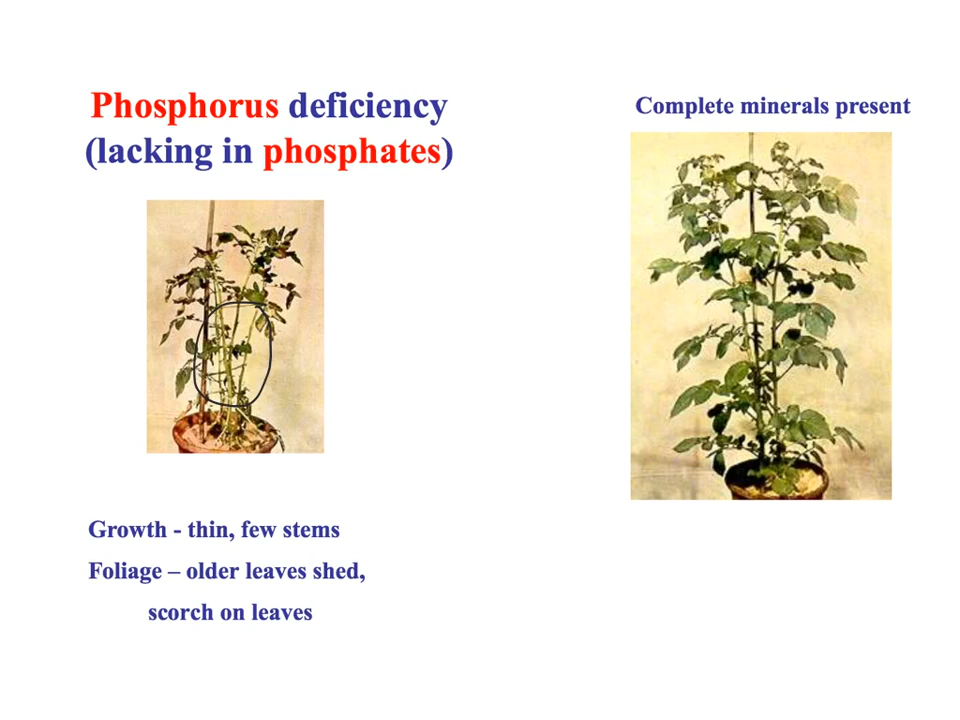 Phosphorus deficiency
(lacking in phosphates)
Complete minerals present
Growth - thin, few stems
Foliage – older leaves shed,
scorch on leaves